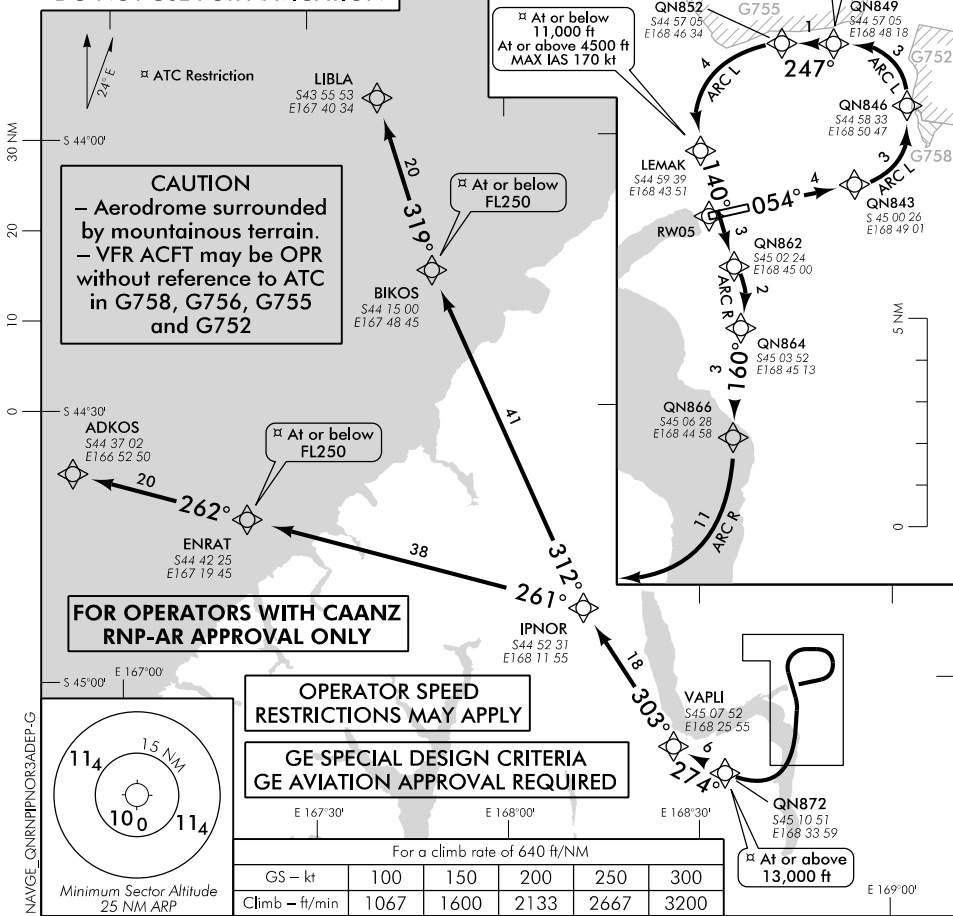 ¤ At or below
11,000 ft
At or above 4500 ft
MAX IAS 170 kt
QN852
S44 57 05
E168 46 34
G755
QN849
S44 57 05
E168 48 18
G752
1
247°
3
ARC L
4
ARC L
QN846
S44 58 33
E168 50 47
G758
3
ARC L
LEMAK
S44 59 39
E168 43 51
140°
054°
4
QN843
S 45 00 26
E168 49 01
RW05
3
QN862
S45 02 24
E168 45 00
ARC R
2
QN864
S45 03 52
E168 45 13
160°
3
QN866
S45 06 28
E168 44 58
11
ARC R
5 NM
0
24° E
¤ ATC Restriction
LIBLA
S43 55 53
E167 40 34
30 NM
20
10
0
S 44°00'
CAUTION
– Aerodrome surrounded
by mountainous terrain.
– VFR ACFT may be OPR
without reference to ATC
in G758, G756, G755
and G752
20
319°
¤ At or below
FL250
BIKOS
S44 15 00
E167 48 45
41
S 44°30'
ADKOS
S44 37 02
E166 52 50
¤ At or below
FL250
20
262°
ENRAT
S44 42 25
E167 19 45
38
312°
261°
IPNOR
S44 52 31
E168 11 55
FOR OPERATORS WITH CAANZ
RNP-AR APPROVAL ONLY
E 167°00'
S 45°00'
18
303°
VAPLI
S45 07 52
E168 25 55
6
274°
QN872
S45 10 51
E168 33 59
¤ At or above
13,000 ft
OPERATOR SPEED
RESTRICTIONS MAY APPLY
GE SPECIAL DESIGN CRITERIA
GE AVIATION APPROVAL REQUIRED
E 167°30'
E 168°00'
E 168°30'
E 169°00'
NAVGE_QNRNPIPNOR3ADEP-G
15 NM
114
100
114
Minimum Sector Altitude
25 NM ARP
For a climb rate of 640 ft/NM
GS – kt 100 150 200 250 300
Climb – ft/min 1067 1600 2133 2667 3200